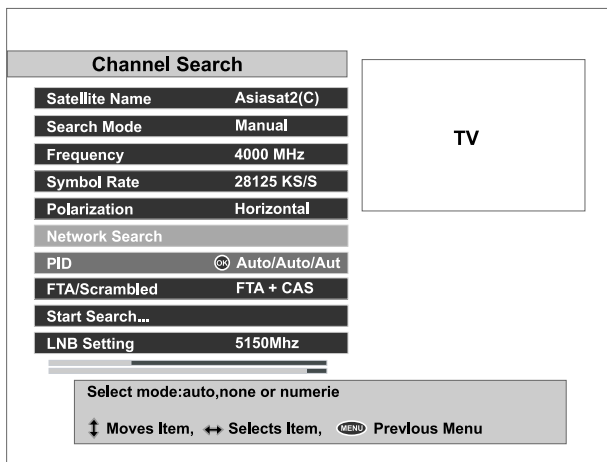 Channel Search
Satellite Name Asiasat2(C)
Search Mode Manual
TV
Frequency 4000 MHz
Symbol Rate 28125 KS/S
Polarization Horizontal
Network Search
PID OK Auto/Auto/Aut
FTA/Scrambled FTA + CAS
Start Search...
LNB Setting 5150Mhz
Select mode:auto,none or numerie
Moves Item, Selects Item, MENU Prevlous Menu